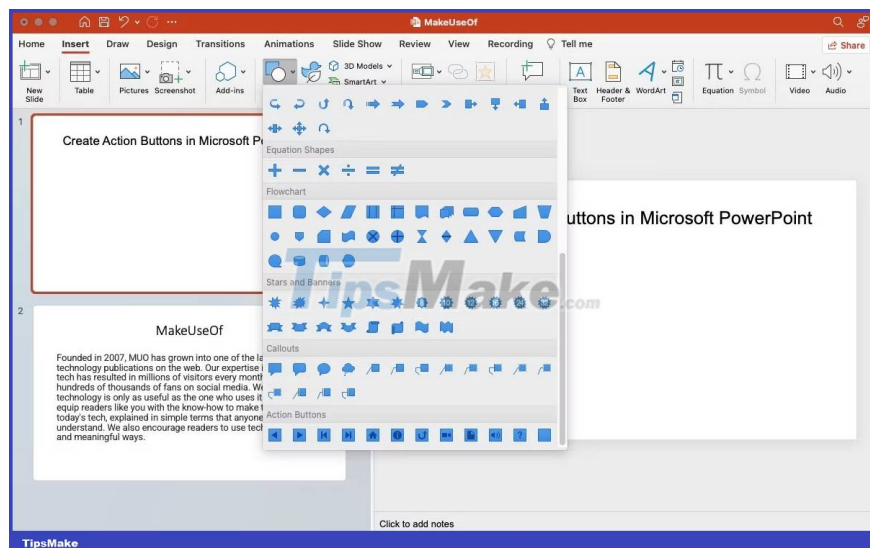 MakeUseOf
Home Insert Draw Design Transitions Animations Slide Show Review View Recording Tell me
Share
3D Models
SmartArt
New Slide
Table
Pictures
Screenshot
Add-ins
Text Box
Header & Footer
WordArt
Equation
Symbol
Video
Audio
1
Create Action Buttons in Microsoft P
Equation Shapes
Flowchart
Stars and Banners
Callouts
Action Buttons
uttons in Microsoft PowerPoint
TipsMake.com
2
MakeUseOf
Founded in 2007, MUO has grown into one of the la
technology publications on the web. Our expertise i
tech has resulted in millions of visitors every month
hundreds of thousands of fans on social media. We
technology is only as useful as the one who uses it
equip readers like you with the know-how to make t
today's tech, explained in simple terms that anyone
understand. We also encourage readers to use tech
and meaningful ways.
Click to add notes
TipsMake